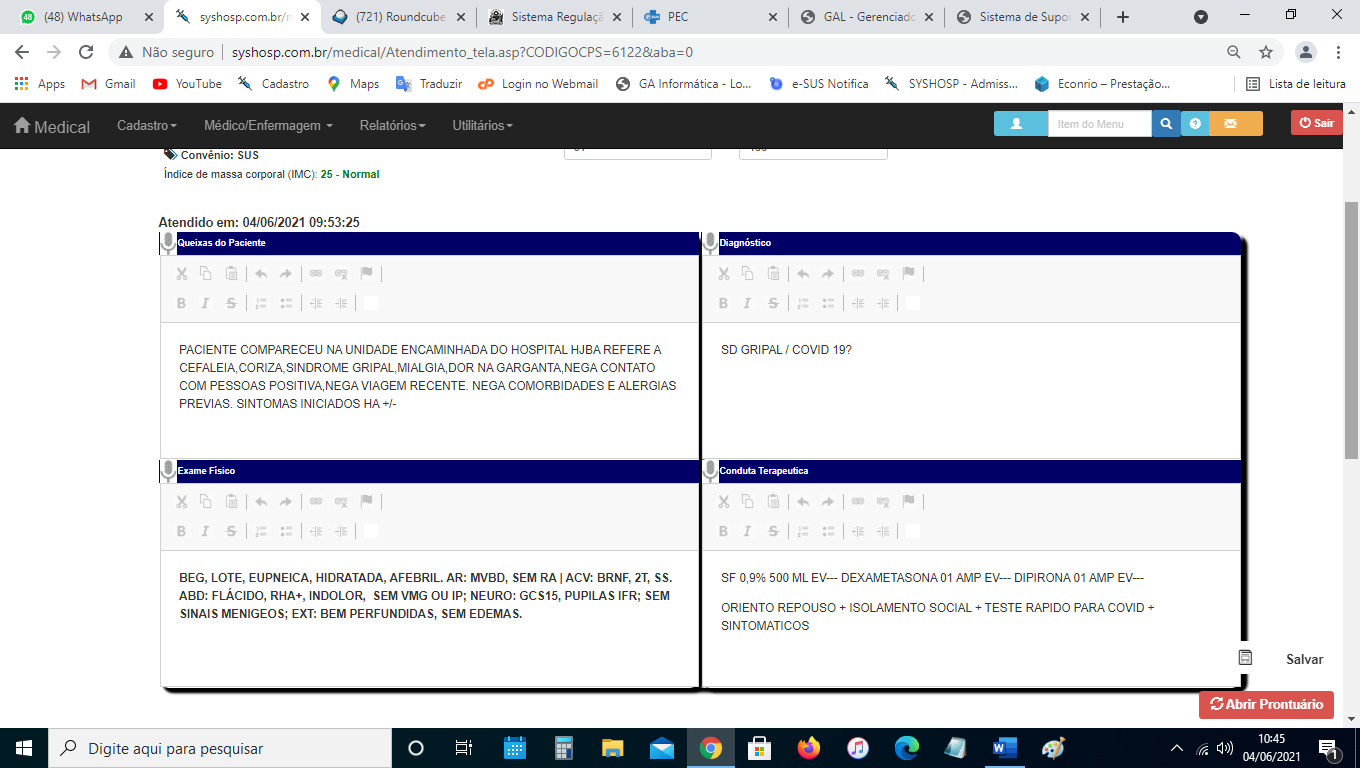 (48) WhatsApp
syshosp.com.br/m
(721) Roundcube
Sistema Regulaçã
PEC
GAL - Gerenciado
Sistema de Supor
Não seguro
syshosp.com.br/medical/Atendimento_tela.asp?CODIGOCPS=6122&aba=0
Apps
Gmail
YouTube
Cadastro
Maps
Traduzir
Login no Webmail
GA Informática - Lo...
e-SUS Notifica
SYSHOSP - Admiss...
Econrio – Prestação...
Lista de leitura
Medical
Cadastro
Médico/Enfermagem
Relatórios
Utilitários
Item do Menu
Sair
Convênio: SUS
Índice de massa corporal (IMC): 25 - Normal
Atendido em: 04/06/2021 09:53:25
Queixas do Paciente
PACIENTE COMPARECEU NA UNIDADE ENCAMINHADA DO HOSPITAL HJBA REFERE A
CEFALEIA,CORIZA,SINDROME GRIPAL,MIALGIA,DOR NA GARGANTA,NEGA CONTATO
COM PESSOAS POSITIVA,NEGA VIAGEM RECENTE. NEGA COMORBIDADES E ALERGIAS
PREVIAS. SINTOMAS INICIADOS HA +/-
Diagnóstico
SD GRIPAL / COVID 19?
Exame Físico
BEG, LOTE, EUPNEICA, HIDRATADA, AFEBRIL. AR: MVBD, SEM RA | ACV: BRNF, 2T, SS.
ABD: FLÁCIDO, RHA+, INDOLOR, SEM VMG OU IP; NEURO: GCS15, PUPILAS IFR; SEM
SINAIS MENIGEOS; EXT: BEM PERFUNDIDAS, SEM EDEMAS.
Conduta Terapeutica
SF 0,9% 500 ML EV--- DEXAMETASONA 01 AMP EV--- DIPIRONA 01 AMP EV---
ORIENTO REPOUSO + ISOLAMENTO SOCIAL + TESTE RAPIDO PARA COVID +
SINTOMATICOS
Salvar
Abrir Prontuário
Digite aqui para pesquisar
10:45
04/06/2021
1